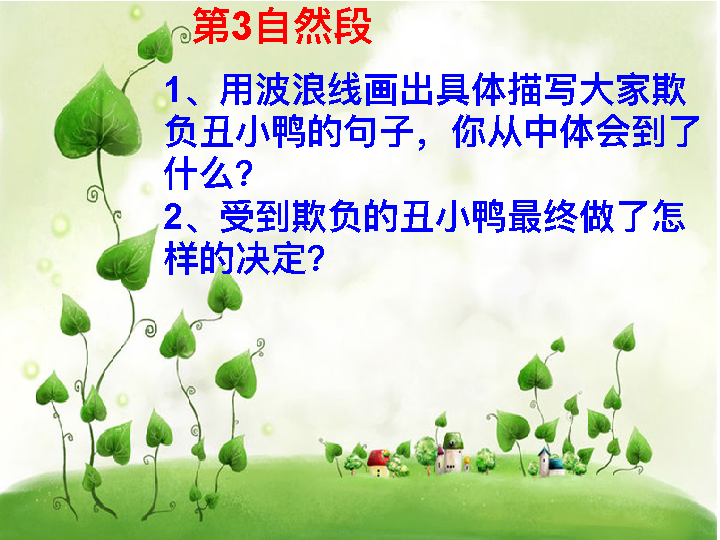 第3自然段
1、用波浪线画出具体描写大家欺
负丑小鸭的句子，你从中体会到了
什么？
2、受到欺负的丑小鸭最终做了怎
样的决定？